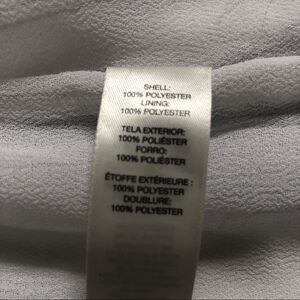 SHELL:
100% POLYESTER
LINING:
100% POLYESTER
TELA EXTERIOR:
100% POLIÉSTER
FORRO:
100% POLIÉSTER
ÉTOFFE EXTÉRIEURE :
100% POLYESTER
DOUBLURE:
100% POLYESTER